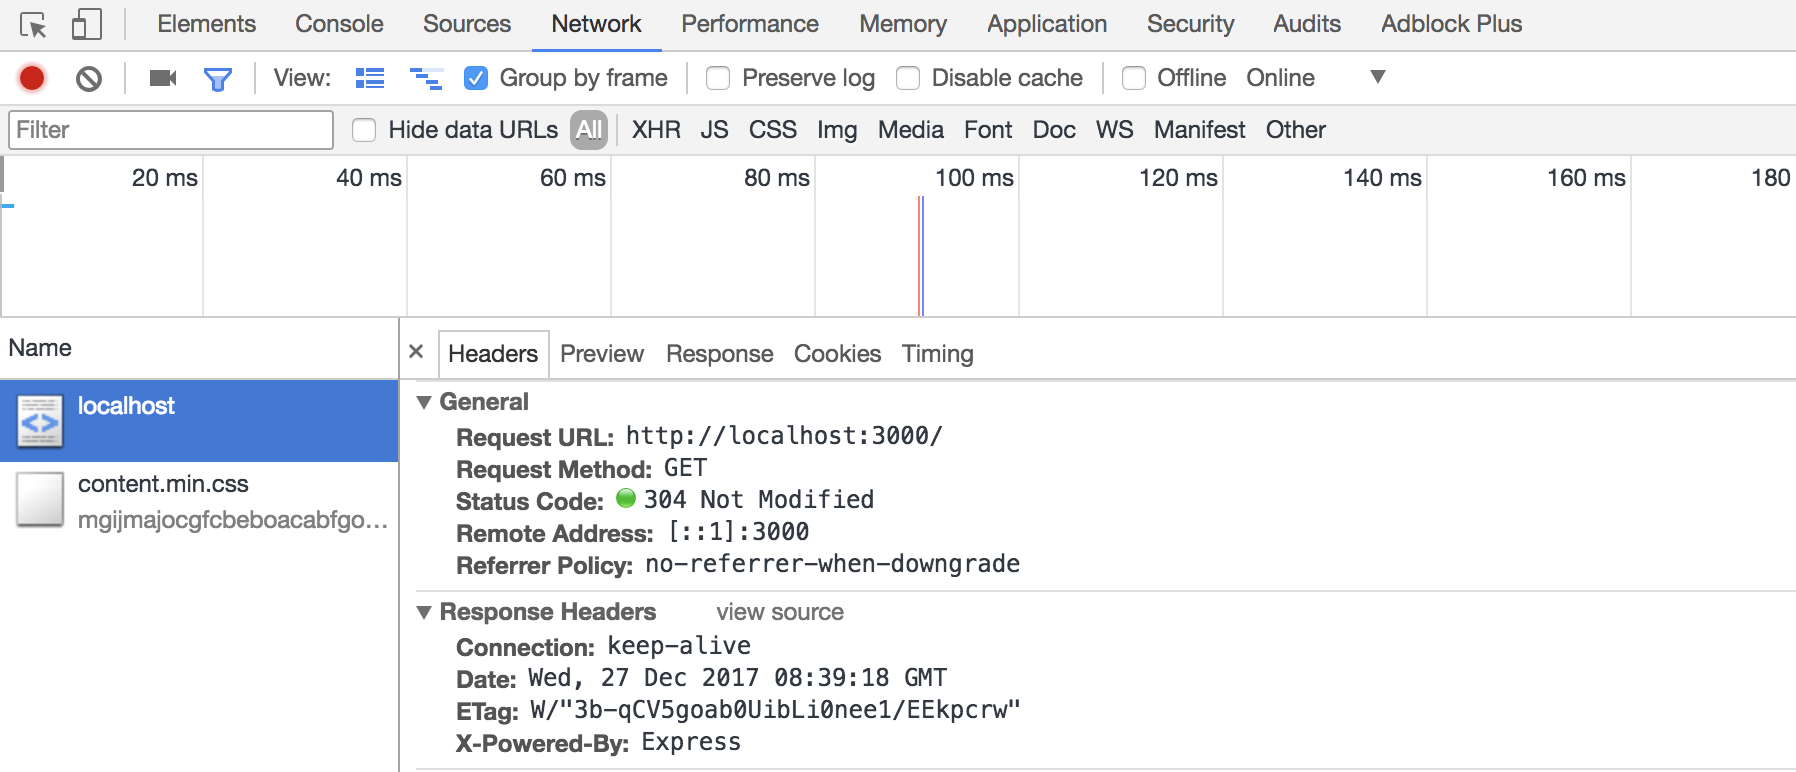 Elements Console Sources Network Performance Memory Application Security Audits Adblock Plus
View: Group by frame Preserve log Disable cache Offline Online
Filter Hide data URLs All XHR JS CSS Img Media Font Doc WS Manifest Other
20 ms 40 ms 60 ms 80 ms 100 ms 120 ms 140 ms 160 ms 180
Name
localhost
content.min.css
mgijmajocgfcbeboacabfgo...
Headers Preview Response Cookies Timing
General
Request URL: http://localhost:3000/
Request Method: GET
Status Code: 304 Not Modified
Remote Address: [::1]:3000
Referrer Policy: no-referrer-when-downgrade
Response Headers view source
Connection: keep-alive
Date: Wed, 27 Dec 2017 08:39:18 GMT
ETag: W/"3b-qCV5goab0UibLi0nee1/EEkpcrw"
X-Powered-By: Express